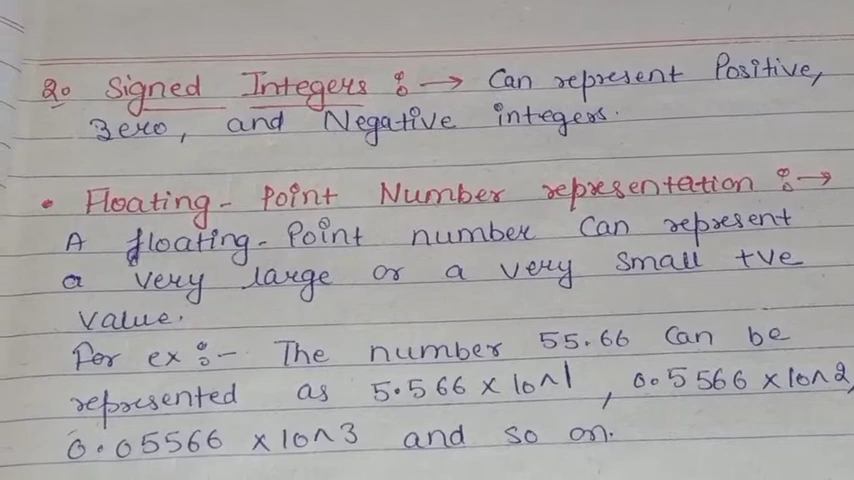 2. Signed Integers :→ Can represent Positive,
Zero, and Negative integers.
• Floating-Point Number representation :→
A floating-Point number can represent
a very large or a very small +ve
value.
For ex :- The number 55.66 can be
represented as 5.566 x 10^1, 0.5566 x 10^2,
0.05566 x 10^3 and so on.